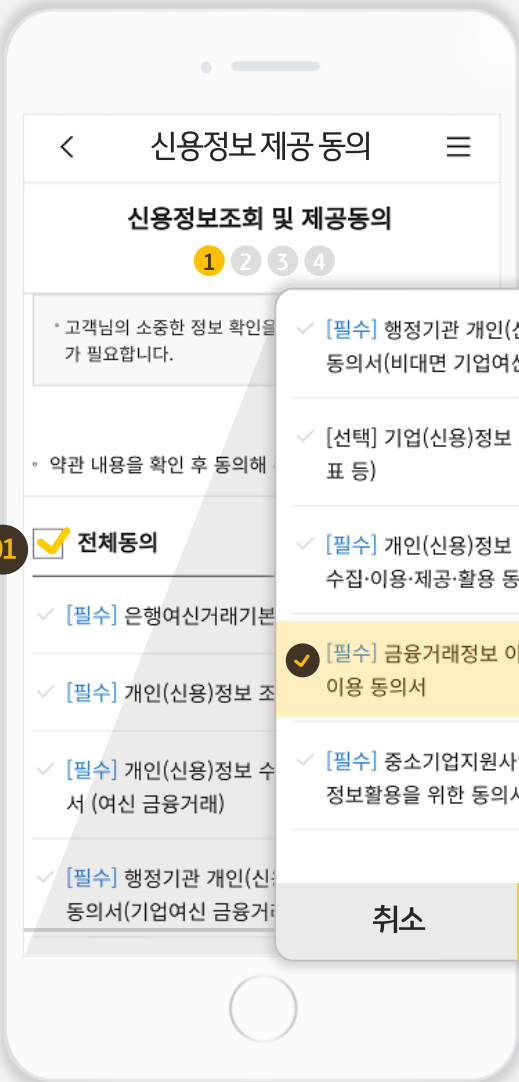 신용정보 제공 동의
신용정보조회 및 제공동의
1 2 3 4
고객님의 소중한 정보 확인을
가 필요합니다.
약관 내용을 확인 후 동의해
01
전체동의
[필수] 은행여신거래기본
[필수] 개인(신용)정보 조
[필수] 개인(신용)정보 수
서 (여신 금융거래)
[필수] 행정기관 개인(신
동의서(기업여신 금융거
[필수] 행정기관 개인(
동의서(비대면 기업여신
[선택] 기업(신용)정보
표 등)
[필수] 개인(신용)정보
수집·이용·제공·활용 동
[필수] 금융거래정보 이
이용 동의서
[필수] 중소기업지원사
정보활용을 위한 동의서
취소